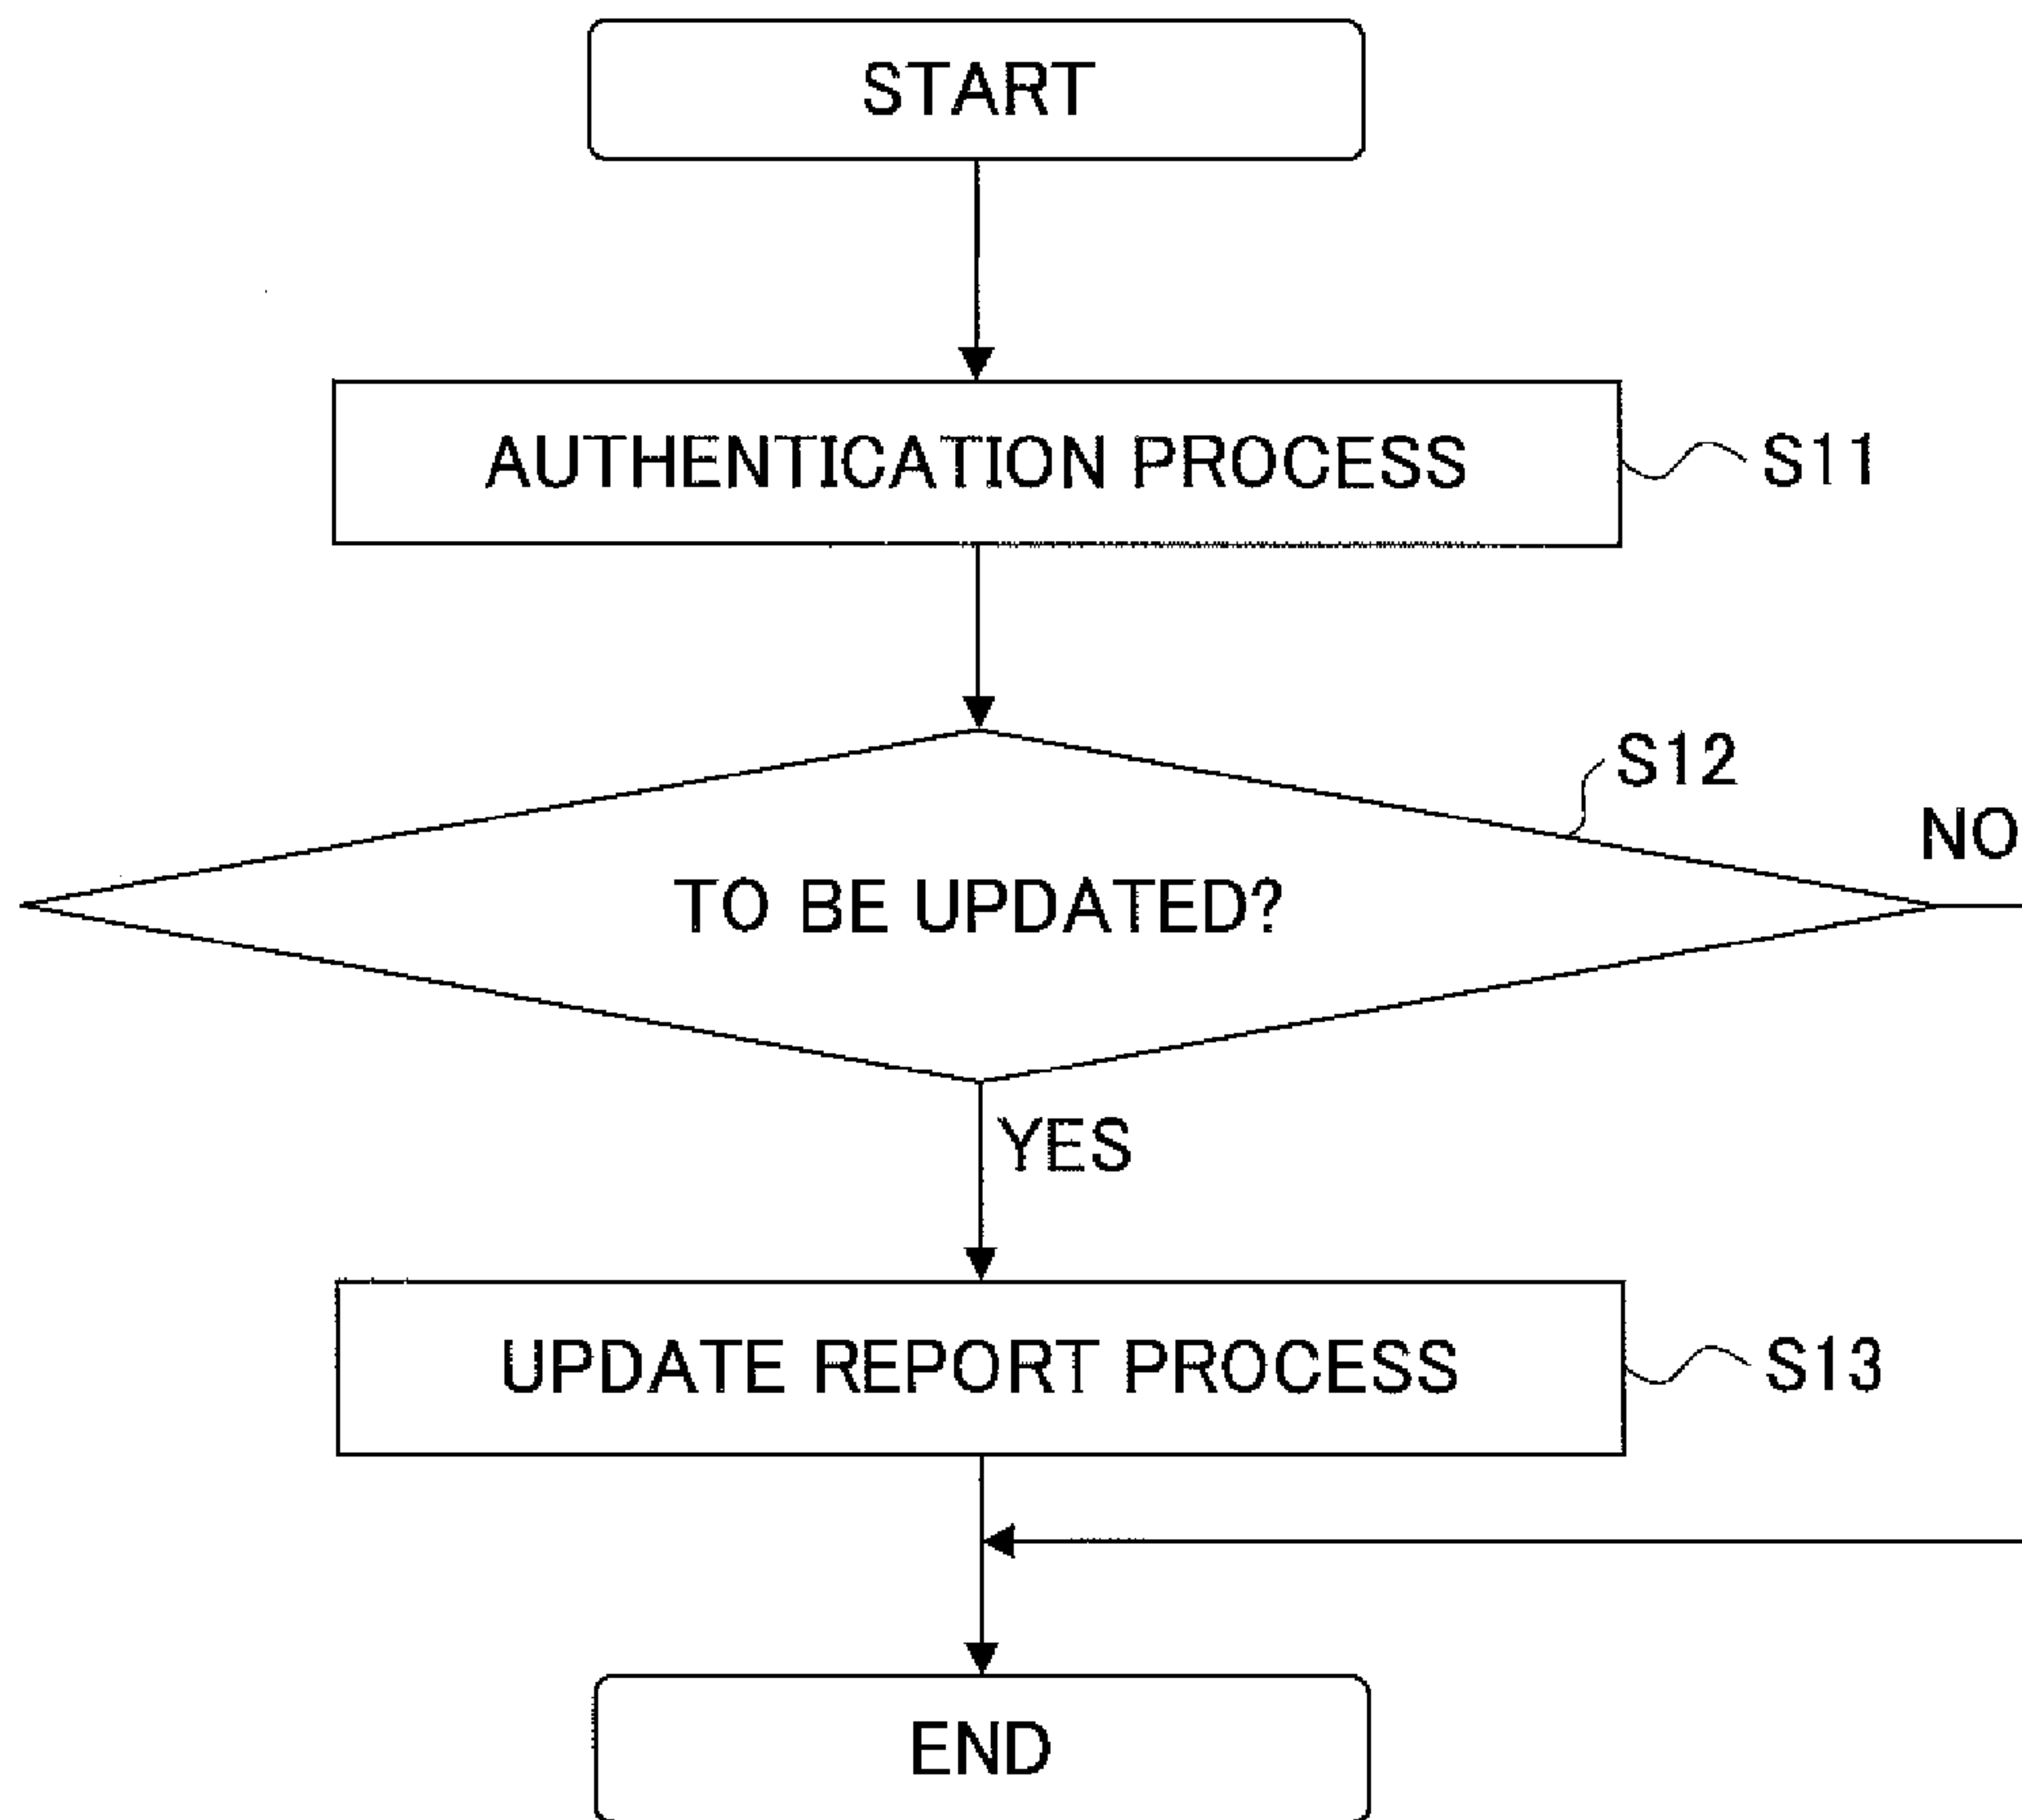 START
AUTHENTICATION PROCESS
S11
S12
NO
TO BE UPDATED?
YES
UPDATE REPORT PROCESS
S13
END